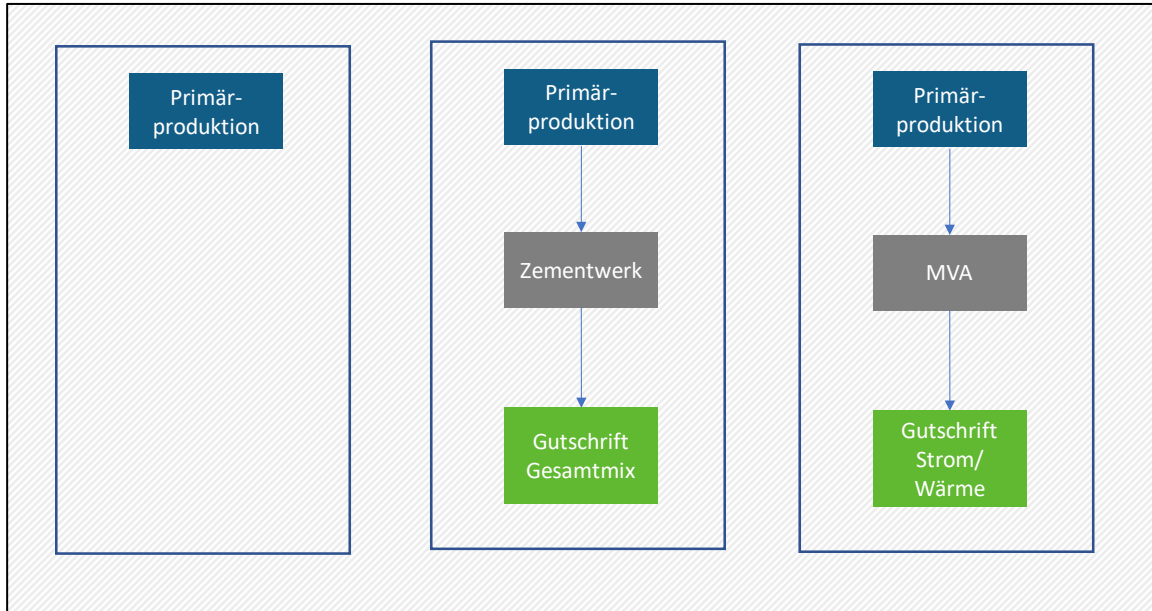 Primär-
produktion
Primär-
produktion
Zementwerk
Gutschrift
Gesamtmix
Primär-
produktion
MVA
Gutschrift
Strom/
Wärme